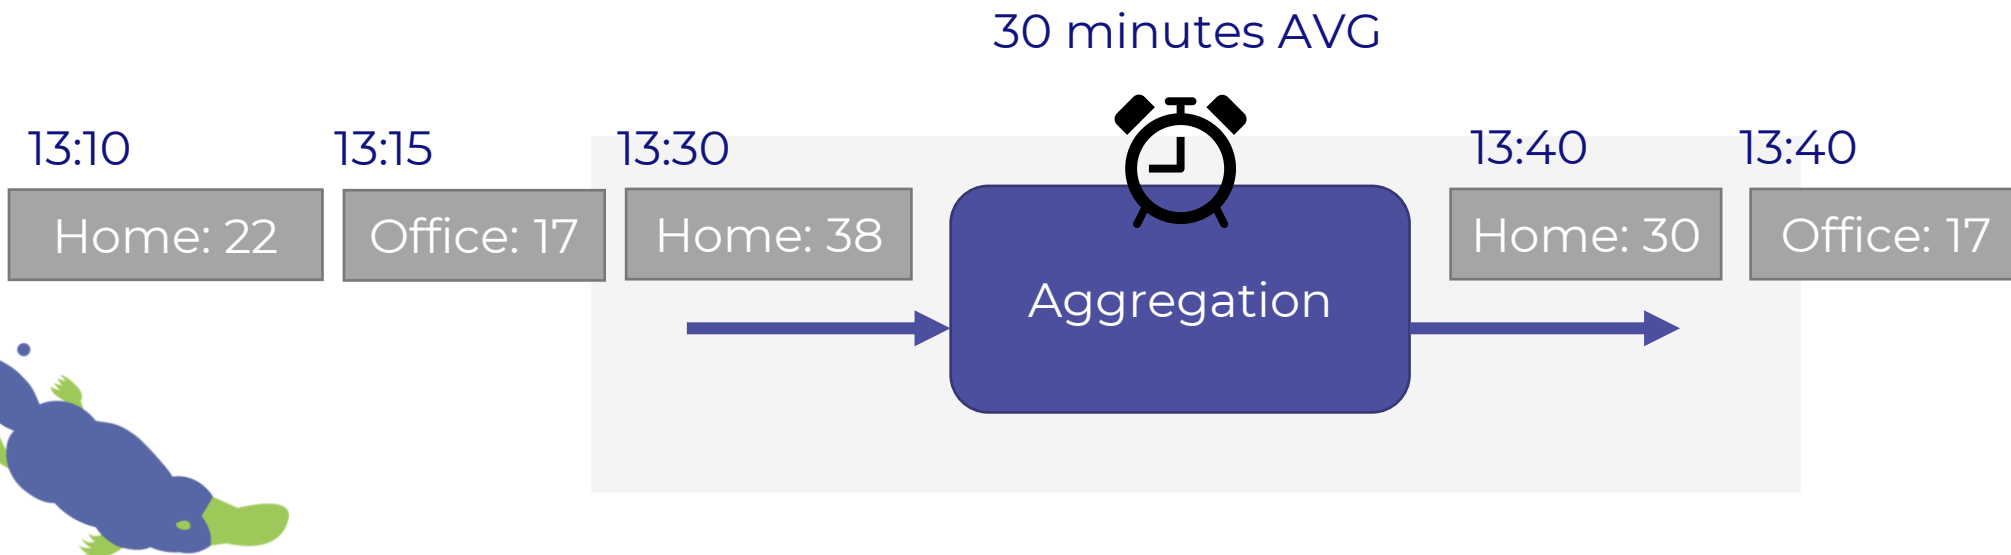 30 minutes AVG
13:10
13:15
13:30
13:40
13:40
Home: 22
Office: 17
Home: 38
Home: 30
Office: 17
Aggregation